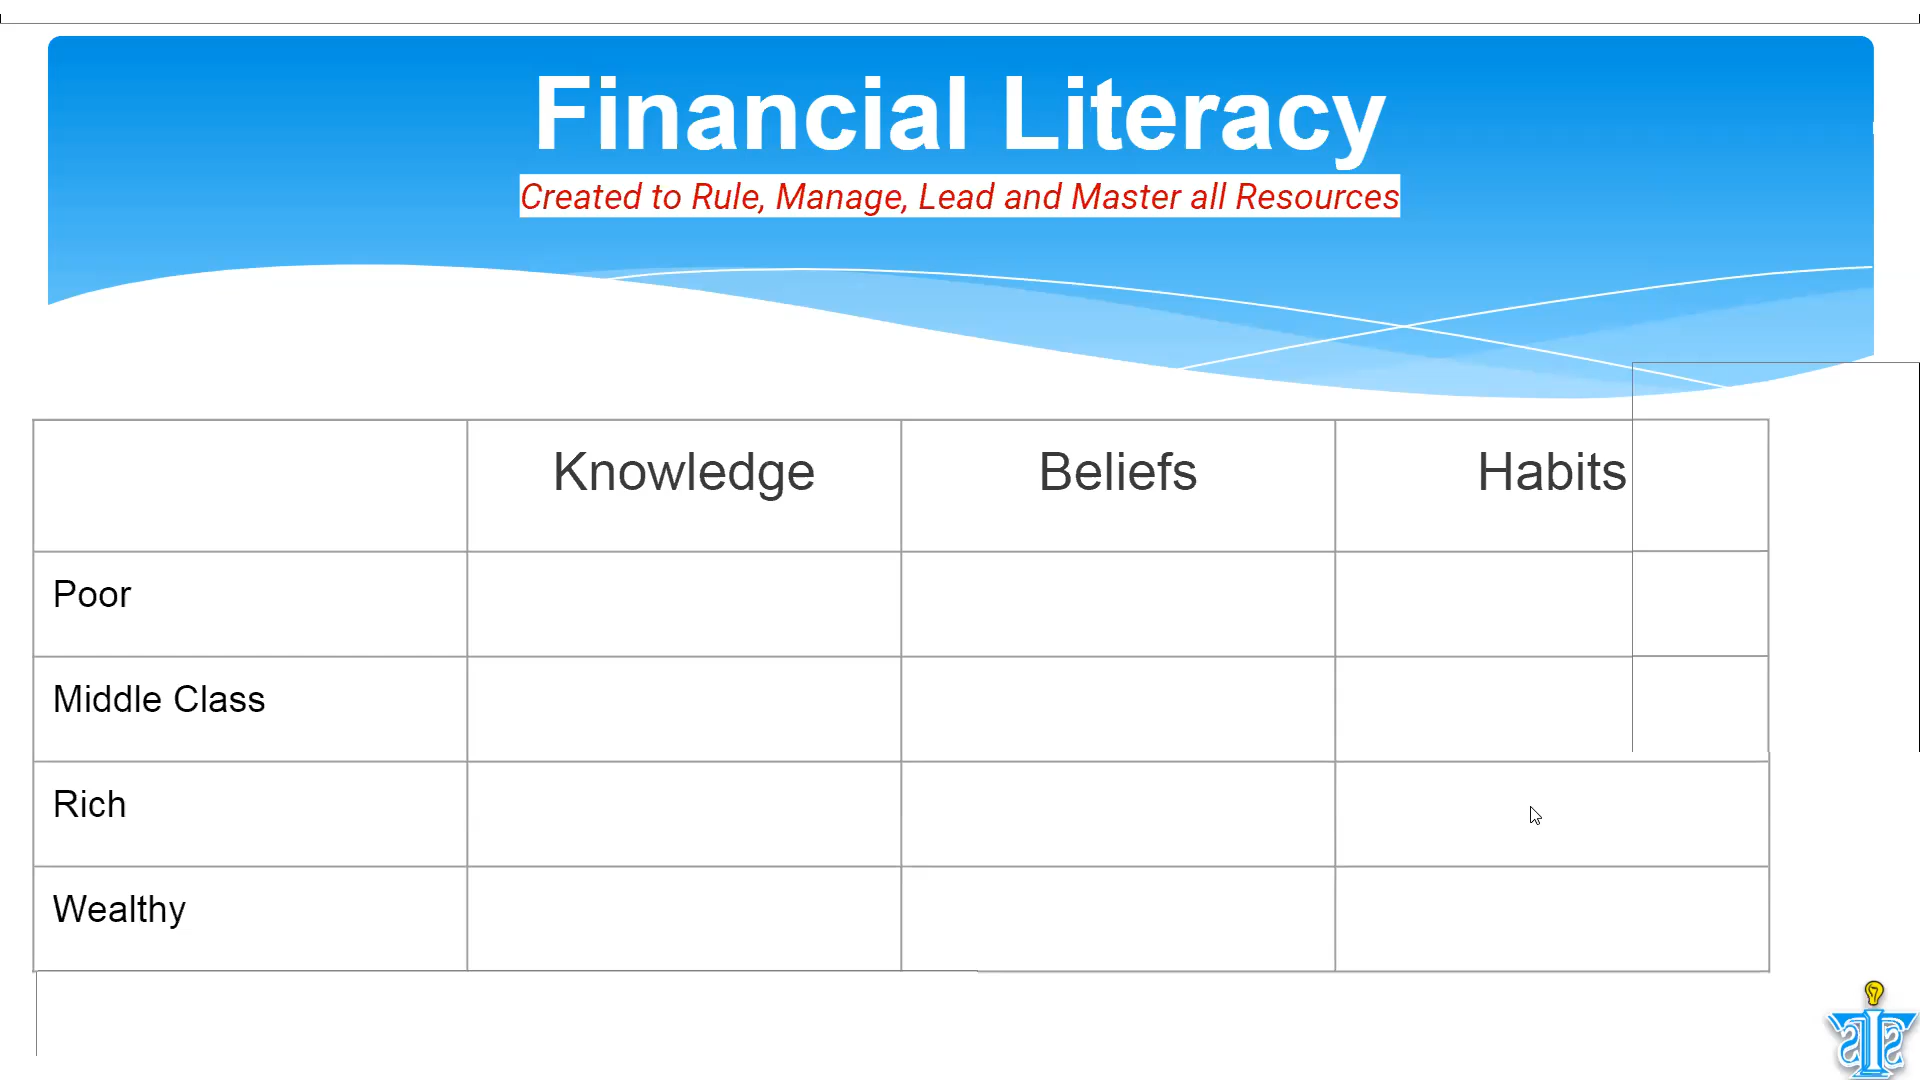 Financial Literacy
Created to Rule, Manage, Lead and Master all Resources
Knowledge Beliefs Habits
Poor
Middle Class
Rich
Wealthy